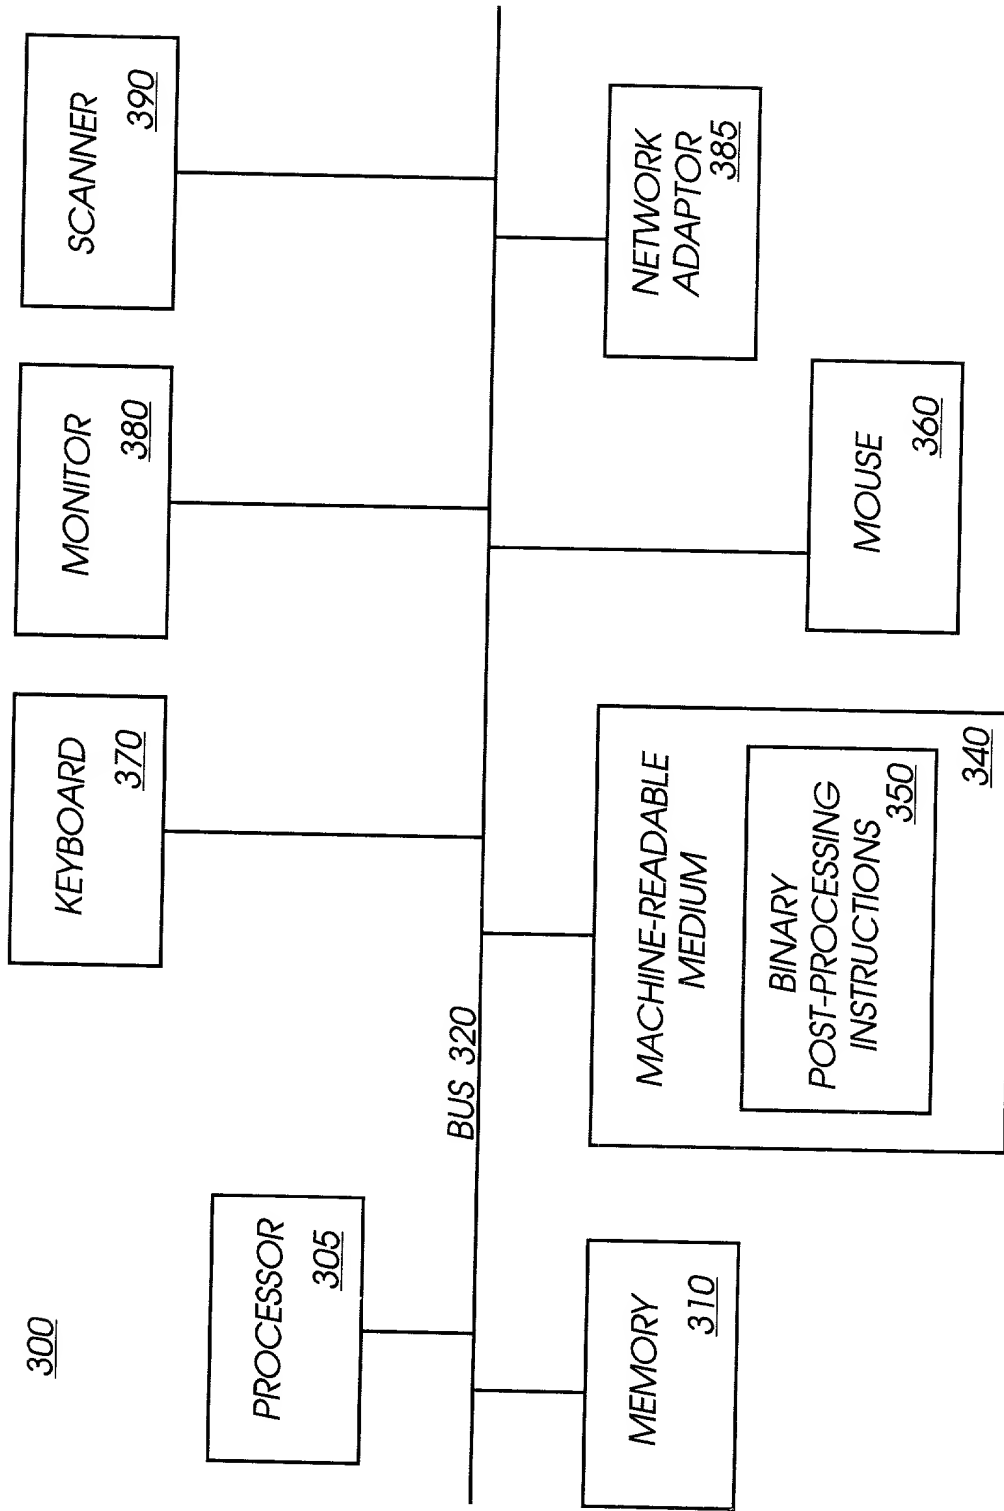 300
PROCESSOR
305
KEYBOARD
370
MONITOR
380
SCANNER
390
BUS 320
MEMORY
310
MACHINE-READABLE
MEDIUM
BINARY
POST-PROCESSING
INSTRUCTIONS
350
340
MOUSE
360
NETWORK
ADAPTOR
385